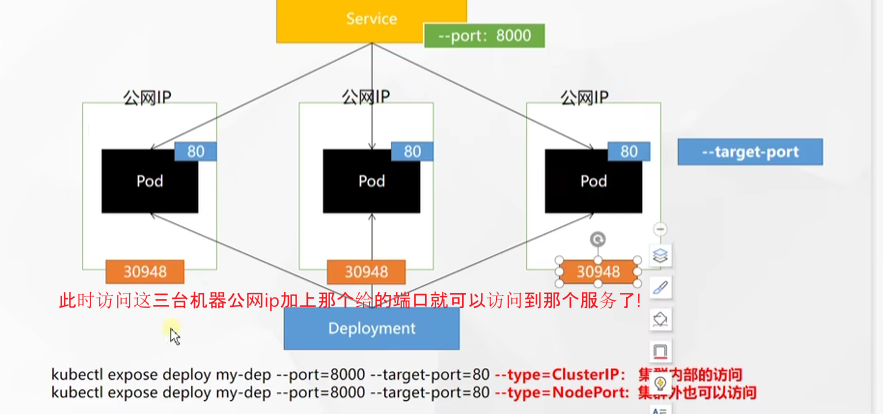 Service
--port：8000
公网IP
公网IP
公网IP
80
80
80
--target-port
Pod
Pod
Pod
30948
30948
30948
此时访问这三台机器公网ip加上那个给的端口就可以访问到那个服务了!
Deployment
kubectl expose deploy my-dep --port=8000 --target-port=80 --type=ClusterIP： 集群内部的访问
kubectl expose deploy my-dep --port=8000 --target-port=80 --type=NodePort: 集群外也可以访问